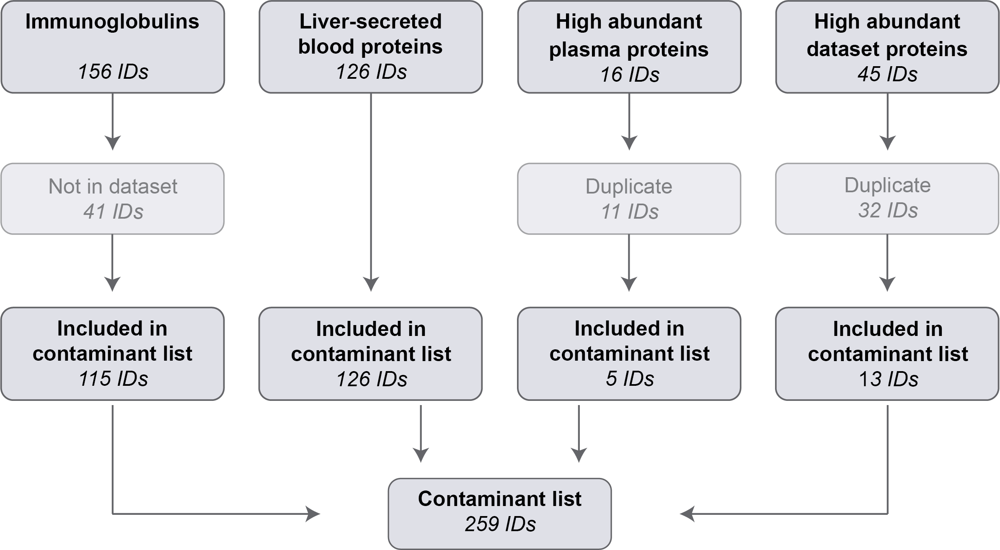 Immunoglobulins
156 IDs
Liver-secreted
blood proteins
126 IDs
High abundant
plasma proteins
16 IDs
High abundant
dataset proteins
45 IDs
Not in dataset
41 IDs
Duplicate
11 IDs
Duplicate
32 IDs
Included in
contaminant list
115 IDs
Included in
contaminant list
126 IDs
Included in
contaminant list
5 IDs
Included in
contaminant list
13 IDs
Contaminant list
259 IDs